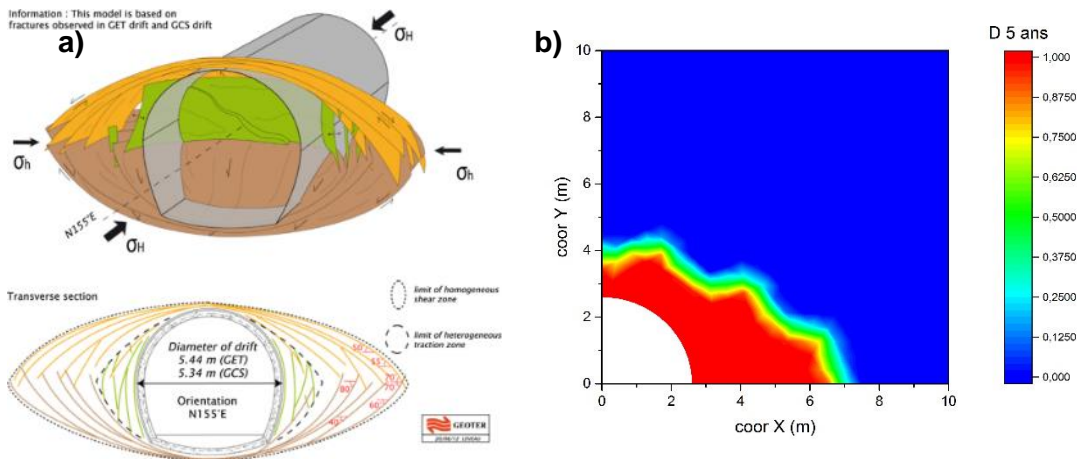 Information : This model is based on
fractures observed in GET drift and GCS drift
a)
σH
σh
σh
N155°E
σH
Transverse section
limit of homogeneous
shear zone
limit of heterogeneous
traction zone
Diameter of drift
5.44 m (GET)
5.34 m (GCS)
Orientation
N155°E
50°
80°
60°
40°
GEOTER
b)
D 5 ans
10
8
6
4
2
0
coor Y (m)
0
2
4
6
8
10
coor X (m)
1,000
0,8750
0,7500
0,6250
0,5000
0,3750
0,2500
0,1250
0,000